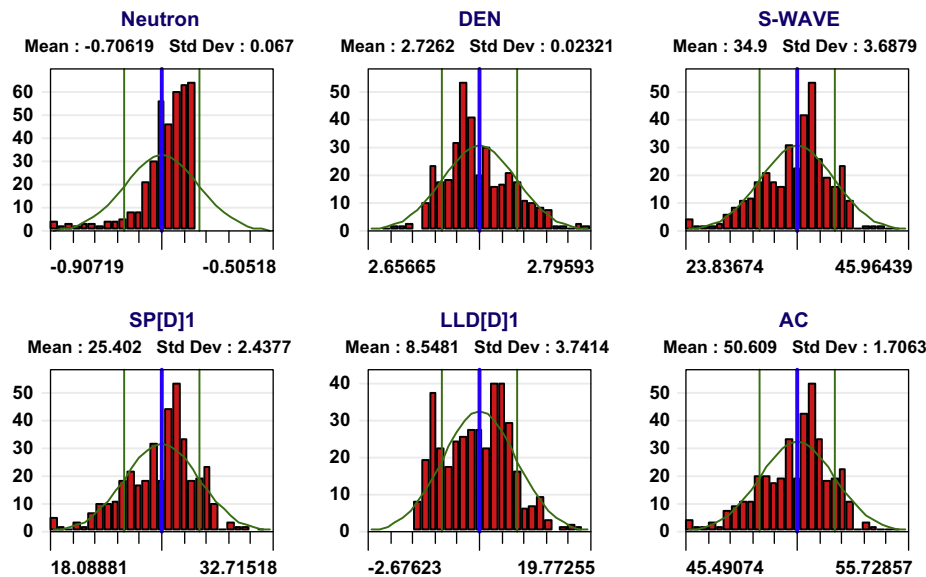 Neutron DEN S-WAVE
Mean : -0.70619 Std Dev : 0.067 Mean : 2.7262 Std Dev : 0.02321 Mean : 34.9 Std Dev : 3.6879
60 50 50
50 40 40
40 30 30
30 20 20
20 10 10
10 0 0
0
-0.90719 -0.50518 2.65665 2.79593 23.83674 45.96439
SP[D]1 LLD[D]1 AC
Mean : 25.402 Std Dev : 2.4377 Mean : 8.5481 Std Dev : 3.7414 Mean : 50.609 Std Dev : 1.7063
50 40 50
40 30 40
30 20 30
20 10 20
10 0 10
0 0
18.08881 32.71518 -2.67623 19.77255 45.49074 55.72857